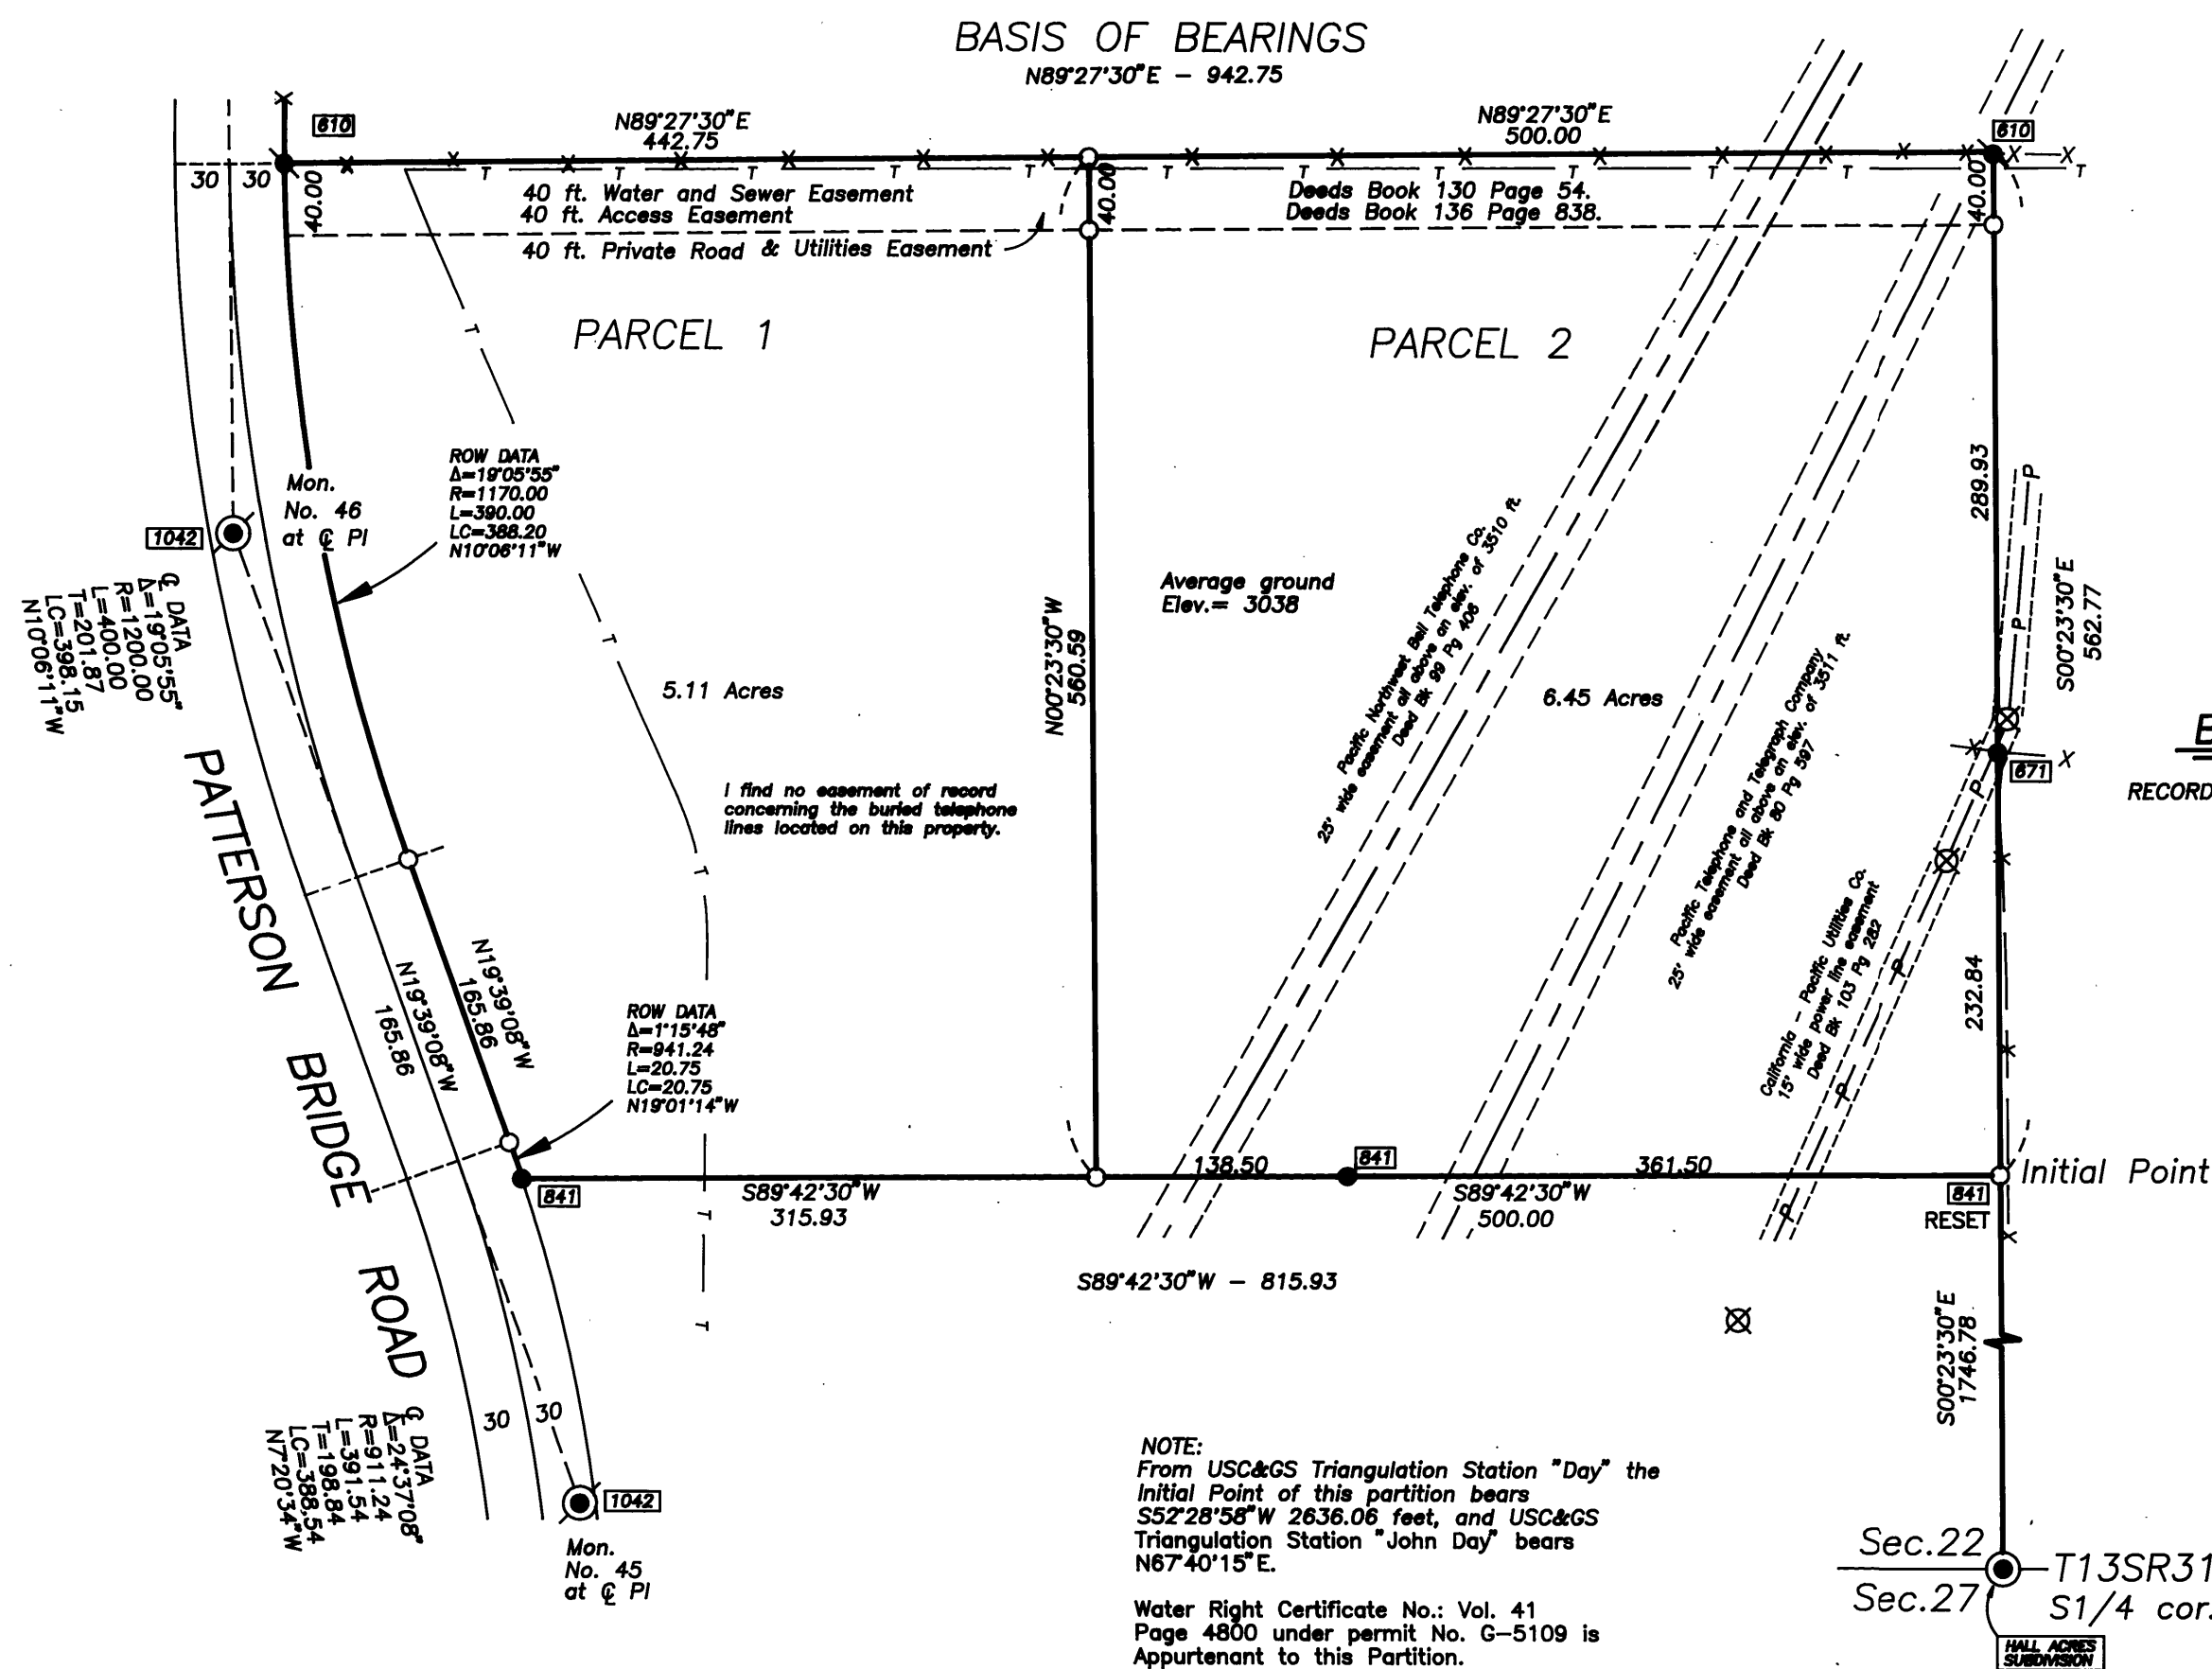 BASIS OF BEARINGS
N89°27'30"E - 942.75
610
N89°27'30"E
442.75
N89°27'30"E
500.00
610
30 30
40.00
T T T T T T T T T T
40 ft. Water and Sewer Easement
40 ft. Access Easement
40 ft. Private Road & Utilities Easement
40.00
Deeds Book 130 Page 54.
Deeds Book 136 Page 838.
40.00
PARCEL 1
PARCEL 2
ROW DATA
Δ=19°05'55"
R=1170.00
L=390.00
LC=388.20
N10°06'11"W
Mon.
No. 46
at ℄ PI
1042
℄ DATA
Δ=19°05'55"
R=1200.00
L=400.00
T=201.87
LC=398.15
N10°06'11"W
289.93
S00°23'30"E
562.77
Average ground
Elev.= 3038
N00°23'30"W
560.59
Pacific Northwest Bell Telephone Co.
25' wide easement all above an elev. of 3510 ft.
Deed Bk 99 Pg 406
5.11 Acres
6.45 Acres
Pacific Telephone and Telegraph Company
25' wide easement all above an elev. of 3511 ft.
Deed Bk 80 Pg 597
671
RECORD
I find no easement of record
concerning the buried telephone
lines located on this property.
PATTERSON BRIDGE ROAD
California - Pacific Utilities Co.
15' wide power line easement
Deed Bk 103 Pg 282
P P P P P P
232.84
N19°39'08"W
165.86
N19°39'08"W
165.86
ROW DATA
Δ=1°15'48"
R=941.24
L=20.75
LC=20.75
N19°01'14"W
841
S89°42'30"W
315.93
138.50
841
361.50
S89°42'30"W
500.00
841
RESET
Initial Point
S89°42'30"W - 815.93
S00°23'30"E
1746.78
℄ DATA
Δ=24°37'08"
R=911.24
L=391.54
T=198.84
LC=388.54
N7°20'34"W
30 30
1042
Mon.
No. 45
at ℄ PI
NOTE:
From USC&GS Triangulation Station "Day" the
Initial Point of this partition bears
S52°28'58"W 2636.06 feet, and USC&GS
Triangulation Station "John Day" bears
N67°40'15"E.
Water Right Certificate No.: Vol. 41
Page 4800 under permit No. G-5109 is
Appurtenant to this Partition.
Sec.22
Sec.27
T13SR31
S1/4 cor.
HALL ACRES
SUBDIVISION